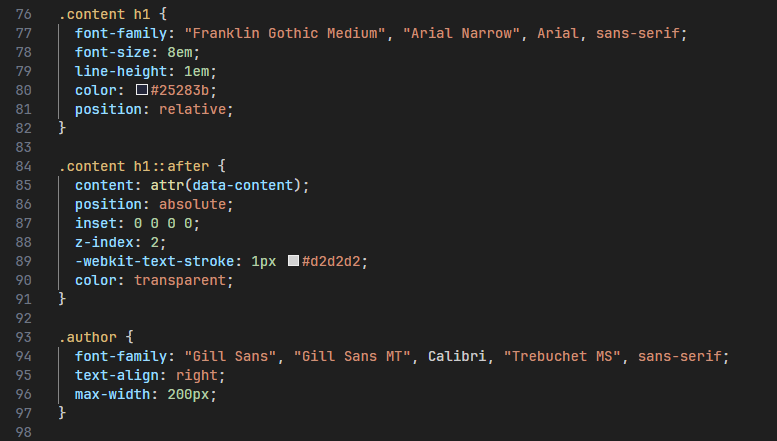 76 .content h1 {
77   font-family: "Franklin Gothic Medium", "Arial Narrow", Arial, sans-serif;
78   font-size: 8em;
79   line-height: 1em;
80   color: #25283b;
81   position: relative;
82 }
83
84 .content h1::after {
85   content: attr(data-content);
86   position: absolute;
87   inset: 0 0 0 0;
88   z-index: 2;
89   -webkit-text-stroke: 1px #d2d2d2;
90   color: transparent;
91 }
92
93 .author {
94   font-family: "Gill Sans", "Gill Sans MT", Calibri, "Trebuchet MS", sans-serif;
95   text-align: right;
96   max-width: 200px;
97 }
98